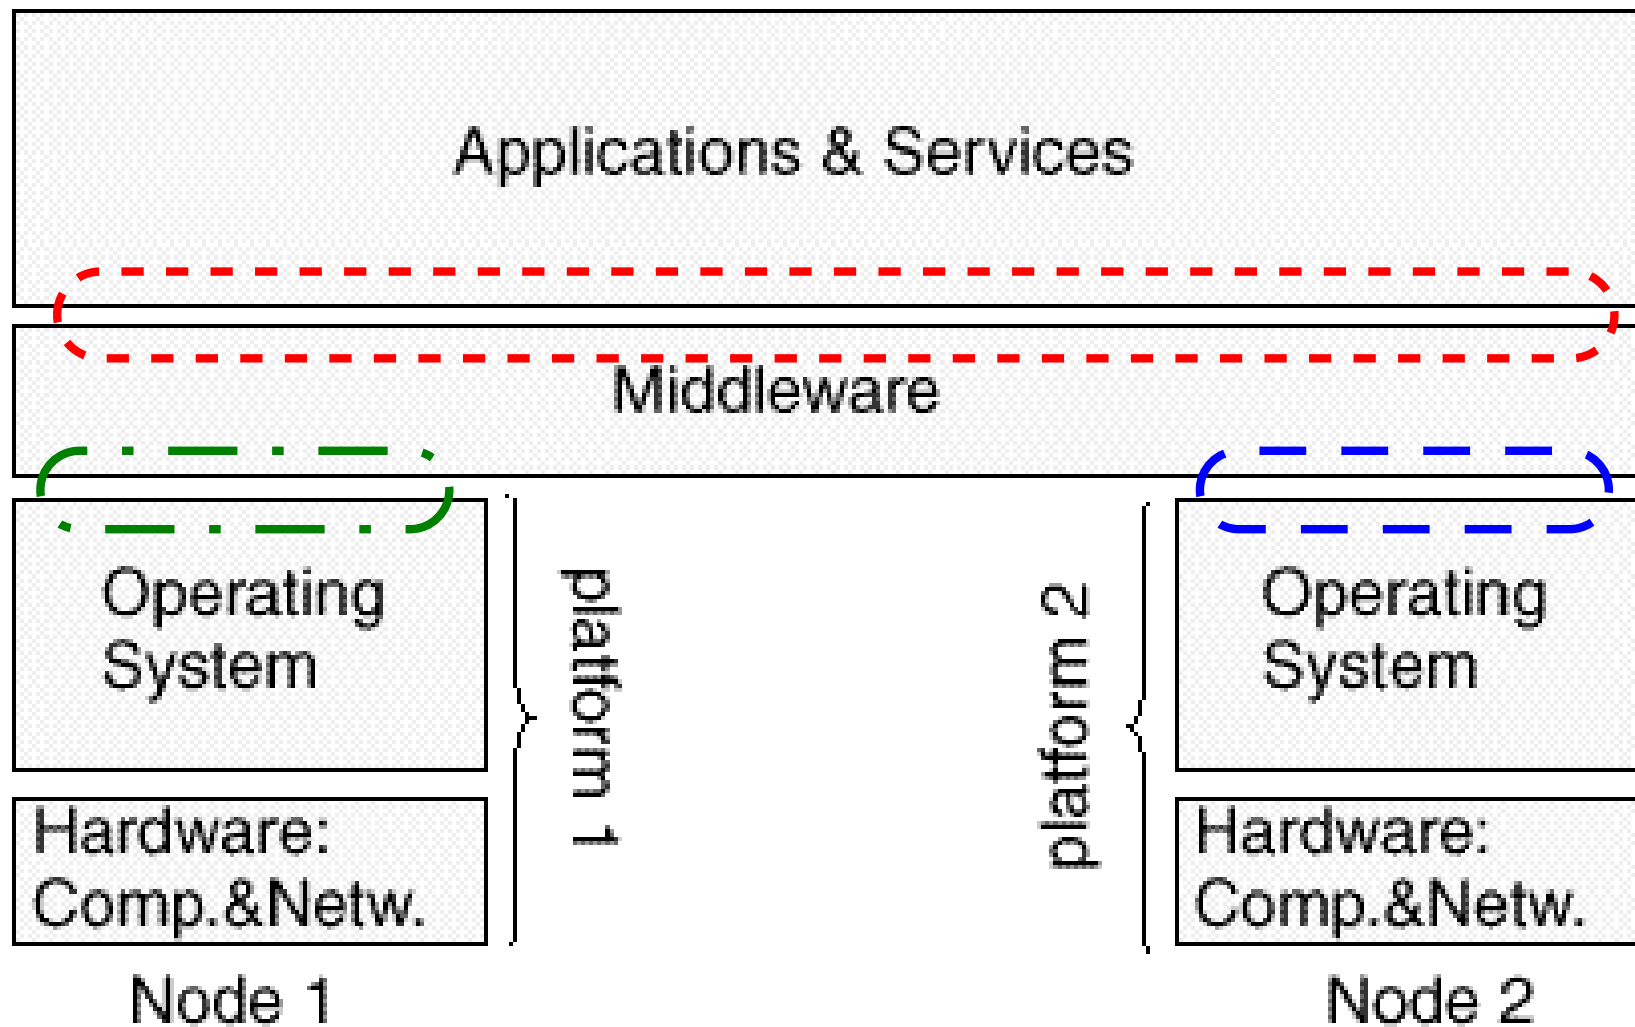 Applications & Services
Middleware
Operating
System
platform 1
platform 2
Operating
System
Hardware:
Comp.&Netw.
Hardware:
Comp.&Netw.
Node 1
Node 2